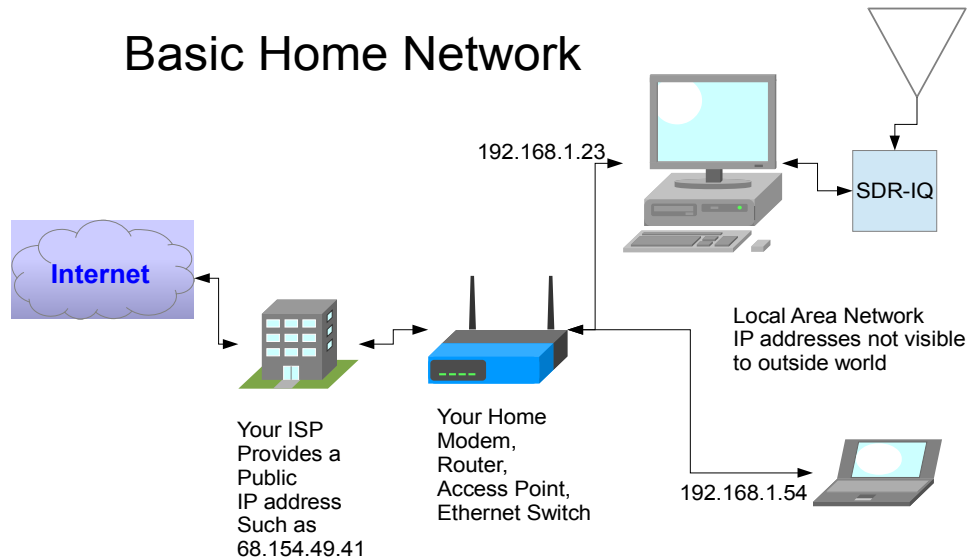 Basic Home Network
192.168.1.23
SDR-IQ
Internet
Local Area Network
IP addresses not visible
to outside world
Your ISP
Provides a
Public
IP address
Such as
68.154.49.41
Your Home
Modem,
Router,
Access Point,
Ethernet Switch
192.168.1.54